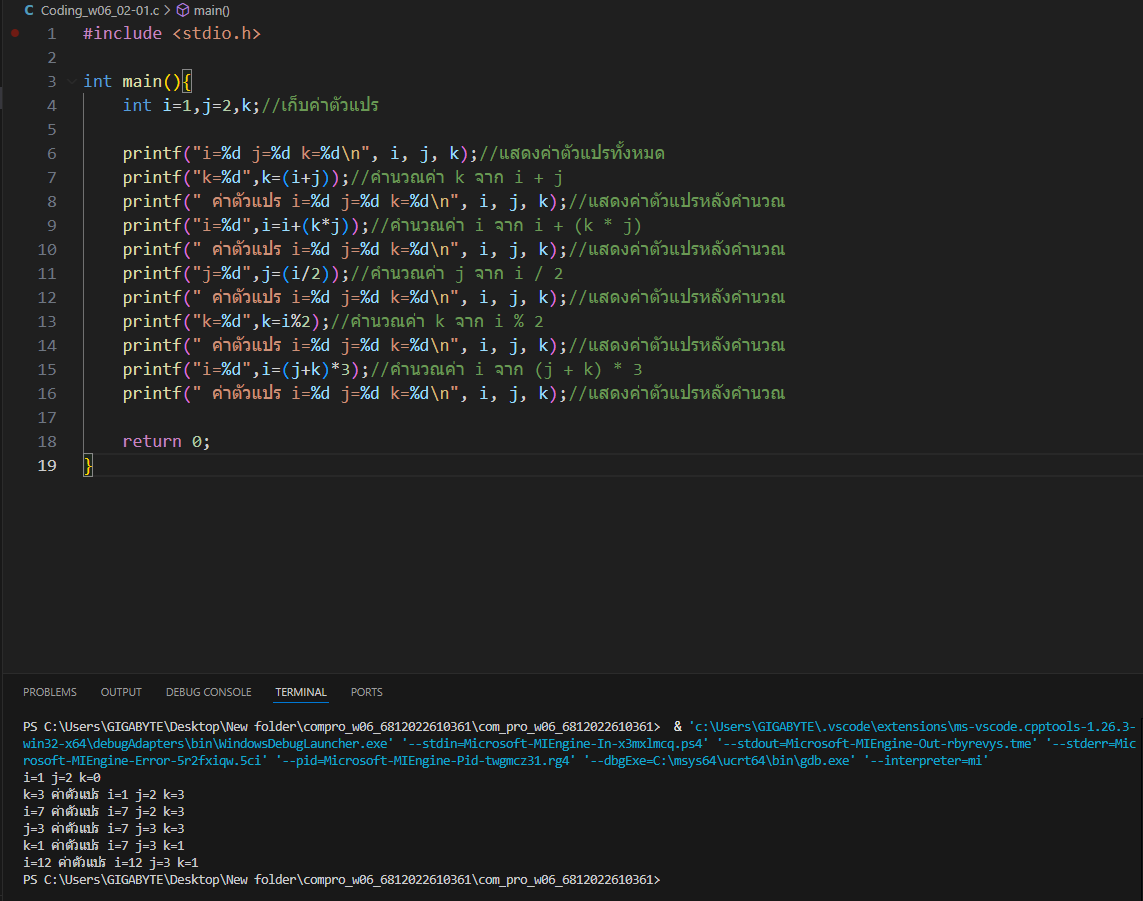 C Coding_w06_02-01.c > main()
1 #include <stdio.h>
2
3 int main(){
4 int i=1,j=2,k;//เก็บค่าตัวแปร
5
6 printf("i=%d j=%d k=%d\n", i, j, k);//แสดงค่าตัวแปรทั้งหมด
7 printf("k=%d",k=(i+j));//คำนวณค่า k จาก i + j
8 printf(" ค่าตัวแปร i=%d j=%d k=%d\n", i, j, k);//แสดงค่าตัวแปรหลังคำนวณ
9 printf("i=%d",i=i+(k*j));//คำนวณค่า i จาก i + (k * j)
10 printf(" ค่าตัวแปร i=%d j=%d k=%d\n", i, j, k);//แสดงค่าตัวแปรหลังคำนวณ
11 printf("j=%d",j=(i/2));//คำนวณค่า j จาก i / 2
12 printf(" ค่าตัวแปร i=%d j=%d k=%d\n", i, j, k);//แสดงค่าตัวแปรหลังคำนวณ
13 printf("k=%d",k=i%2);//คำนวณค่า k จาก i % 2
14 printf(" ค่าตัวแปร i=%d j=%d k=%d\n", i, j, k);//แสดงค่าตัวแปรหลังคำนวณ
15 printf("i=%d",i=(j+k)*3);//คำนวณค่า i จาก (j + k) * 3
16 printf(" ค่าตัวแปร i=%d j=%d k=%d\n", i, j, k);//แสดงค่าตัวแปรหลังคำนวณ
17
18 return 0;
19 }
PROBLEMS OUTPUT DEBUG CONSOLE TERMINAL PORTS
PS C:\Users\GIGABYTE\Desktop\New folder\compro_w06_6812022610361\com_pro_w06_6812022610361> & 'c:\Users\GIGABYTE\.vscode\extensions\ms-vscode.cpptools-1.26.3-
win32-x64\debugAdapters\bin\WindowsDebugLauncher.exe' '--stdin=Microsoft-MIEngine-In-x3mxlmcq.ps4' '--stdout=Microsoft-MIEngine-Out-rbyrevys.tme' '--stderr=Mic
rosoft-MIEngine-Error-5r2fxiqw.5ci' '--pid=Microsoft-MIEngine-Pid-twgmcz31.rg4' '--dbgExe=C:\msys64\ucrt64\bin\gdb.exe' '--interpreter=mi'
i=1 j=2 k=0
k=3 ค่าตัวแปร i=1 j=2 k=3
i=7 ค่าตัวแปร i=7 j=2 k=3
j=3 ค่าตัวแปร i=7 j=3 k=3
k=1 ค่าตัวแปร i=7 j=3 k=1
i=12 ค่าตัวแปร i=12 j=3 k=1
PS C:\Users\GIGABYTE\Desktop\New folder\compro_w06_6812022610361\com_pro_w06_6812022610361>